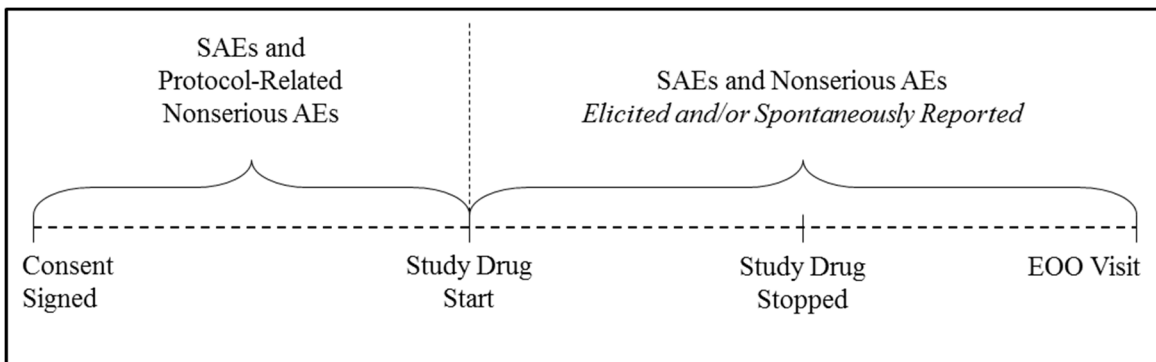 SAEs and
Protocol-Related
Nonserious AEs
SAEs and Nonserious AEs
Elicited and/or Spontaneously Reported
Consent
Signed
Study Drug
Start
Study Drug
Stopped
EOO Visit